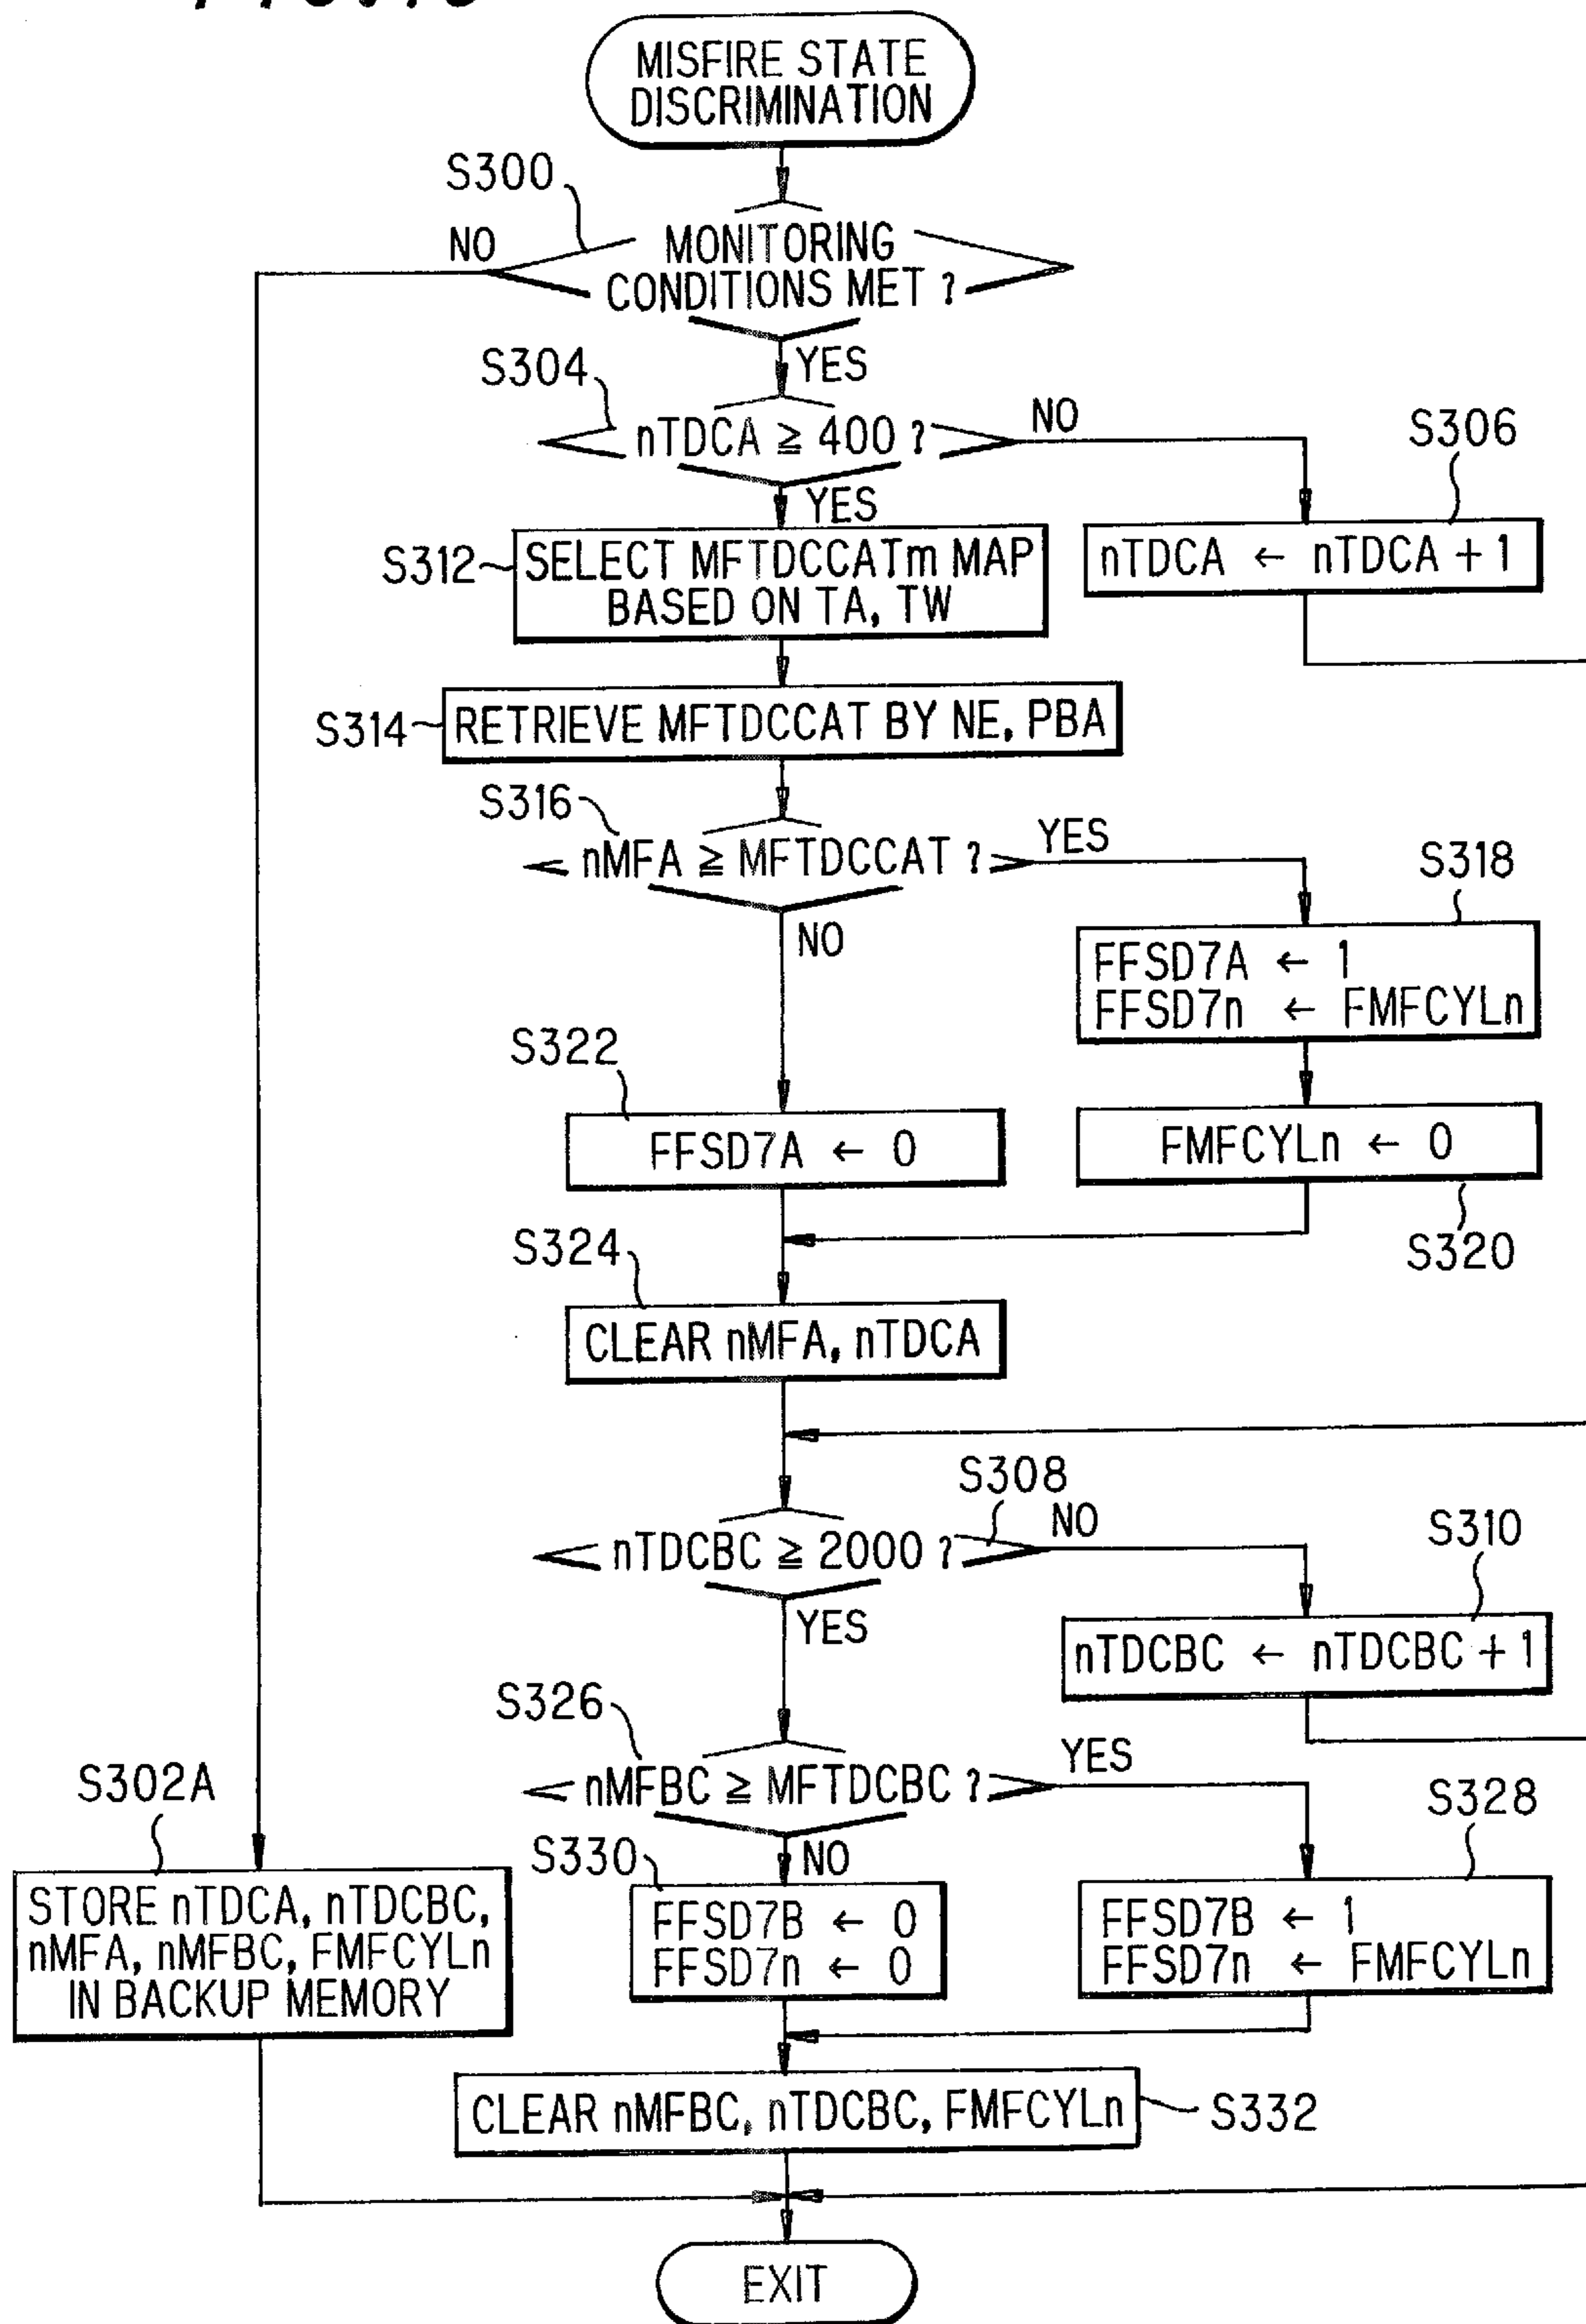 MISFIRE STATE
DISCRIMINATION
S300
NO
MONITORING
CONDITIONS MET ?
YES
S304
nTDCA ≧ 400 ?
NO
S306
YES
nTDCA ← nTDCA + 1
S312
SELECT MFTDCCATm MAP
BASED ON TA, TW
S314
RETRIEVE MFTDCCAT BY NE, PBA
S316
nMFA ≧ MFTDCCAT ?
YES
S318
NO
FFSD7A ← 1
FFSD7n ← FMFCYLn
S322
FFSD7A ← 0
FMFCYLn ← 0
S320
S324
CLEAR nMFA, nTDCA
S308
nTDCBC ≧ 2000 ?
NO
S310
YES
nTDCBC ← nTDCBC + 1
S326
nMFBC ≧ MFTDCBC ?
YES
S328
S302A
S330
NO
STORE nTDCA, nTDCBC,
nMFA, nMFBC, FMFCYLn
IN BACKUP MEMORY
FFSD7B ← 0
FFSD7n ← 0
FFSD7B ← 1
FFSD7n ← FMFCYLn
CLEAR nMFBC, nTDCBC, FMFCYLn
S332
EXIT